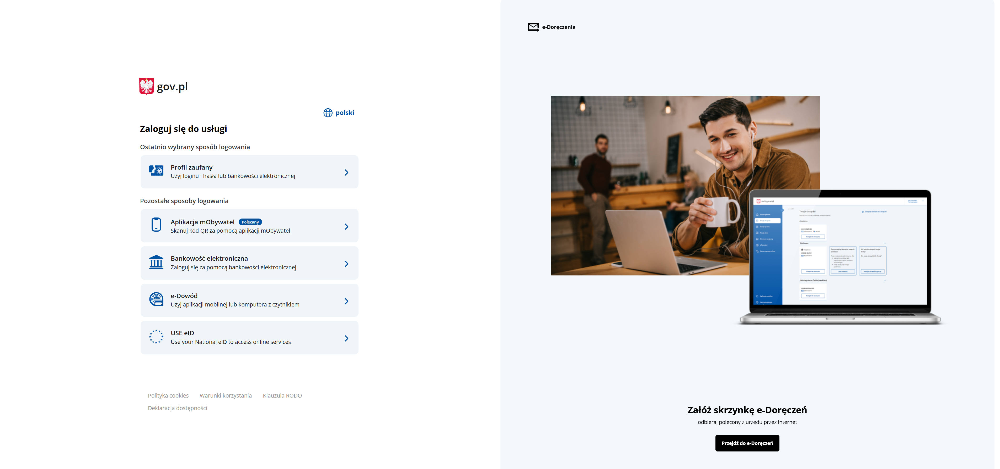 gov.pl
polski
Zaloguj się do usługi
Ostatnio wybrany sposób logowania
Profil zaufany
Użyj loginu i hasła lub bankowości elektronicznej
Pozostałe sposoby logowania
Aplikacja mObywatel Polecany
Skanuj kod QR za pomocą aplikacji mObywatel
Bankowość elektroniczna
Zaloguj się za pomocą bankowości elektronicznej
e-Dowód
Użyj aplikacji mobilnej lub komputera z czytnikiem
USE eID
Use your National eID to access online services
Polityka cookies Warunki korzystania Klauzula RODO
Deklaracja dostępności
e-Doręczenia
mObywatel
Twoje skrzynki
Załóż skrzynkę e-Doręczeń
odbieraj polecony z urzędu przez Internet
Przejdź do e-Doręczeń